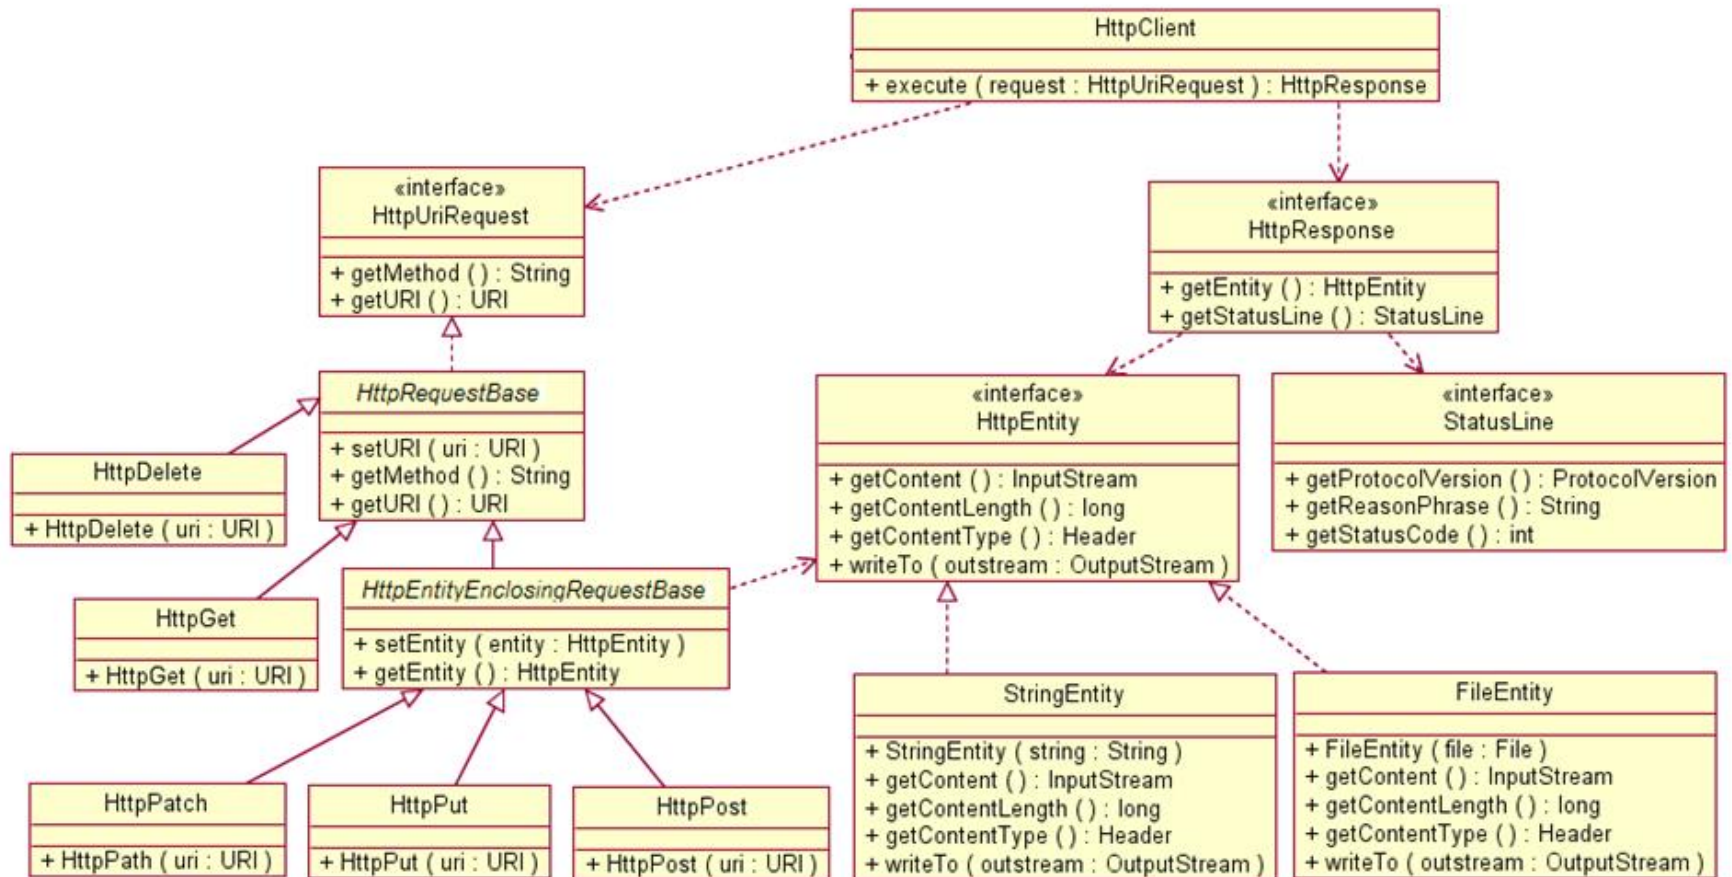 HttpClient
+ execute ( request : HttpUriRequest ) : HttpResponse
«interface»
HttpUriRequest
+ getMethod ( ) : String
+ getURI ( ) : URI
«interface»
HttpResponse
+ getEntity ( ) : HttpEntity
+ getStatusLine ( ) : StatusLine
HttpRequestBase
+ setURI ( uri : URI )
+ getMethod ( ) : String
+ getURI ( ) : URI
«interface»
HttpEntity
+ getContent ( ) : InputStream
+ getContentLength ( ) : long
+ getContentType ( ) : Header
+ writeTo ( outstream : OutputStream )
«interface»
StatusLine
+ getProtocolVersion ( ) : ProtocolVersion
+ getReasonPhrase ( ) : String
+ getStatusCode ( ) : int
HttpDelete
+ HttpDelete ( uri : URI )
HttpGet
+ HttpGet ( uri : URI )
HttpEntityEnclosingRequestBase
+ setEntity ( entity : HttpEntity )
+ getEntity ( ) : HttpEntity
StringEntity
+ StringEntity ( string : String )
+ getContent ( ) : InputStream
+ getContentLength ( ) : long
+ getContentType ( ) : Header
+ writeTo ( outstream : OutputStream )
FileEntity
+ FileEntity ( file : File )
+ getContent ( ) : InputStream
+ getContentLength ( ) : long
+ getContentType ( ) : Header
+ writeTo ( outstream : OutputStream )
HttpPatch
+ HttpPath ( uri : URI )
HttpPut
+ HttpPut ( uri : URI )
HttpPost
+ HttpPost ( uri : URI )